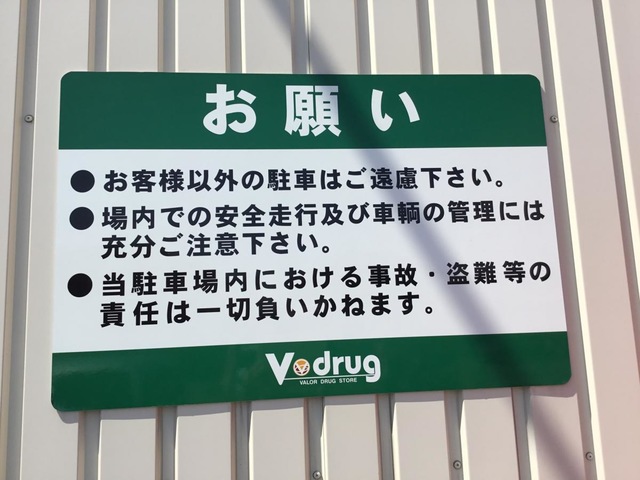 お願い
●お客様以外の駐車はご遠慮下さい。
●場内での安全走行及び車輌の管理には
充分ご注意下さい。
●当駐車場内における事故・盗難等の
責任は一切負いかねます。
V drug
VALOR DRUG STORE